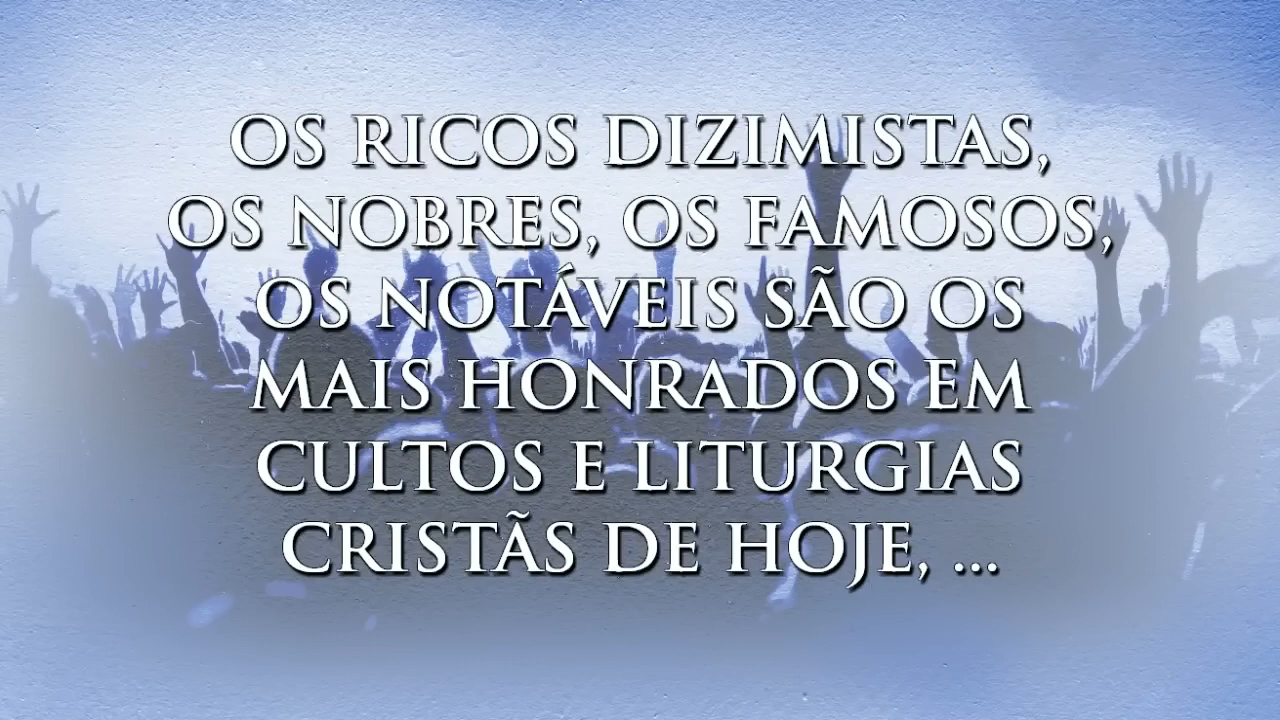 OS RICOS DIZIMISTAS,
OS NOBRES, OS FAMOSOS,
OS NOTÁVEIS SÃO OS
MAIS HONRADOS EM
CULTOS E LITURGIAS
CRISTÃS DE HOJE, ...